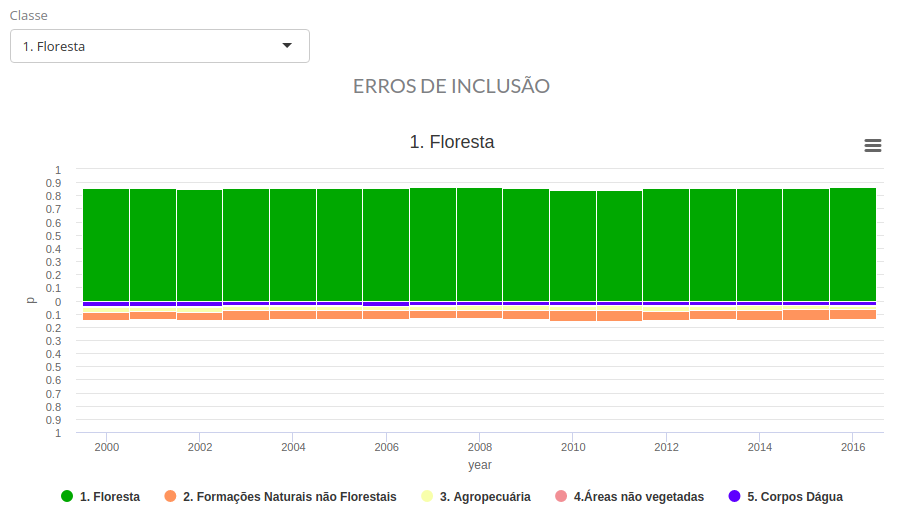 Classe
1. Floresta
ERROS DE INCLUSÃO
1. Floresta
1
0.9
0.8
0.7
0.6
0.5
0.4
0.3
0.2
0.1
0
0.1
0.2
0.3
0.4
0.5
0.6
0.7
0.8
0.9
1
p
2000 2002 2004 2006 2008 2010 2012 2014 2016
year
1. Floresta 2. Formações Naturais não Florestais 3. Agropecuária 4.Áreas não vegetadas 5. Corpos Dágua